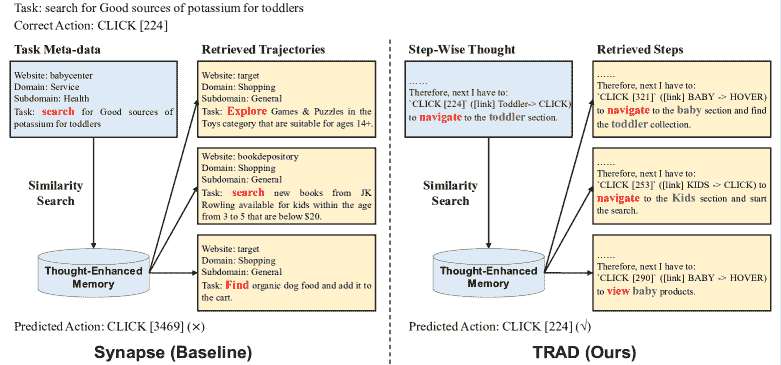 Task: search for Good sources of potassium for toddlers
Correct Action: CLICK [224]
Task Meta-data
Website: babycenter
Domain: Service
Subdomain: Health
Task: search for Good sources of
potassium for toddlers
Similarity
Search
Thought-Enhanced
Memory
Retrieved Trajectories
Website: target
Domain: Shopping
Subdomain: General
Task: Explore Games & Puzzles in the
Toys category that are suitable for ages 14+.
Website: bookdepository
Domain: Shopping
Subdomain: General
Task: search new books from JK
Rowling available for kids within the age
from 3 to 5 that are below $20.
Website: target
Domain: Shopping
Subdomain: General
Task: Find organic dog food and add it to
the cart.
Predicted Action: CLICK [3469] (×)
Synapse (Baseline)
Step-Wise Thought
……
Therefore, next I have to:
`CLICK [224]` ([link] Toddler-> CLICK)
to navigate to the toddler section.
Similarity
Search
Thought-Enhanced
Memory
Retrieved Steps
……
Therefore, next I have to:
`CLICK [321]` ([link] BABY -> HOVER)
to navigate to the baby section and find
the toddler collection.
……
Therefore, next I have to:
`CLICK [253]` ([link] KIDS -> CLICK) to
navigate to the Kids section and start
the search.
……
Therefore, next I have to:
`CLICK [290]` ([link] BABY -> HOVER)
to view baby products.
Predicted Action: CLICK [224] (√)
TRAD (Ours)